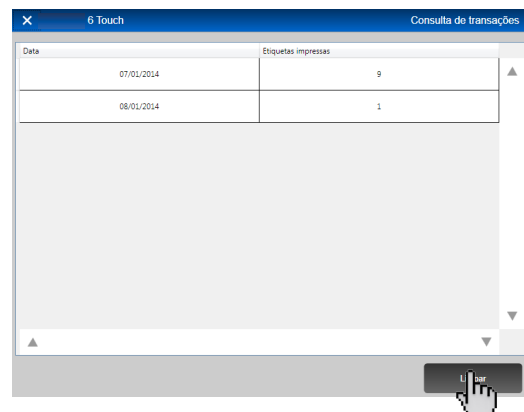 6 Touch Consulta de transações
Data Etiquetas impressas
07/01/2014 9
08/01/2014 1